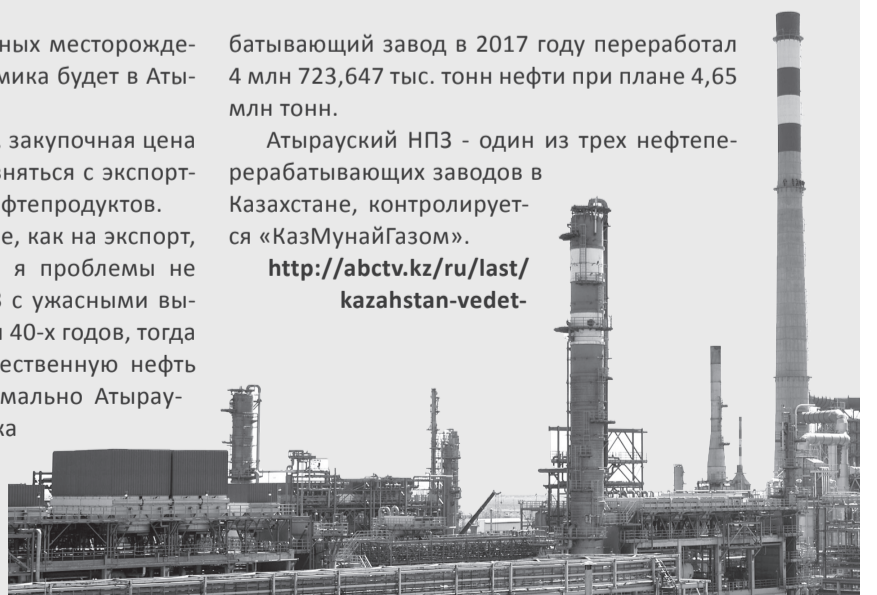 ных месторожде-
мика будет в Аты-
закупочная цена
вняться с экспорт-
фтепродуктов.
е, как на экспорт,
я проблемы не
с ужасными вы-
40-х годов, тогда
ественную нефть
мально Атырау-
ка
батывающий завод в 2017 году переработал
4 млн 723,647 тыс. тонн нефти при плане 4,65
млн тонн.
Атырауский НПЗ - один из трех нефтепе-
рерабатывающих заводов в
Казахстане, контролирует-
ся «КазМунайГазом».
http://abctv.kz/ru/last/
kazahstan-vedet-